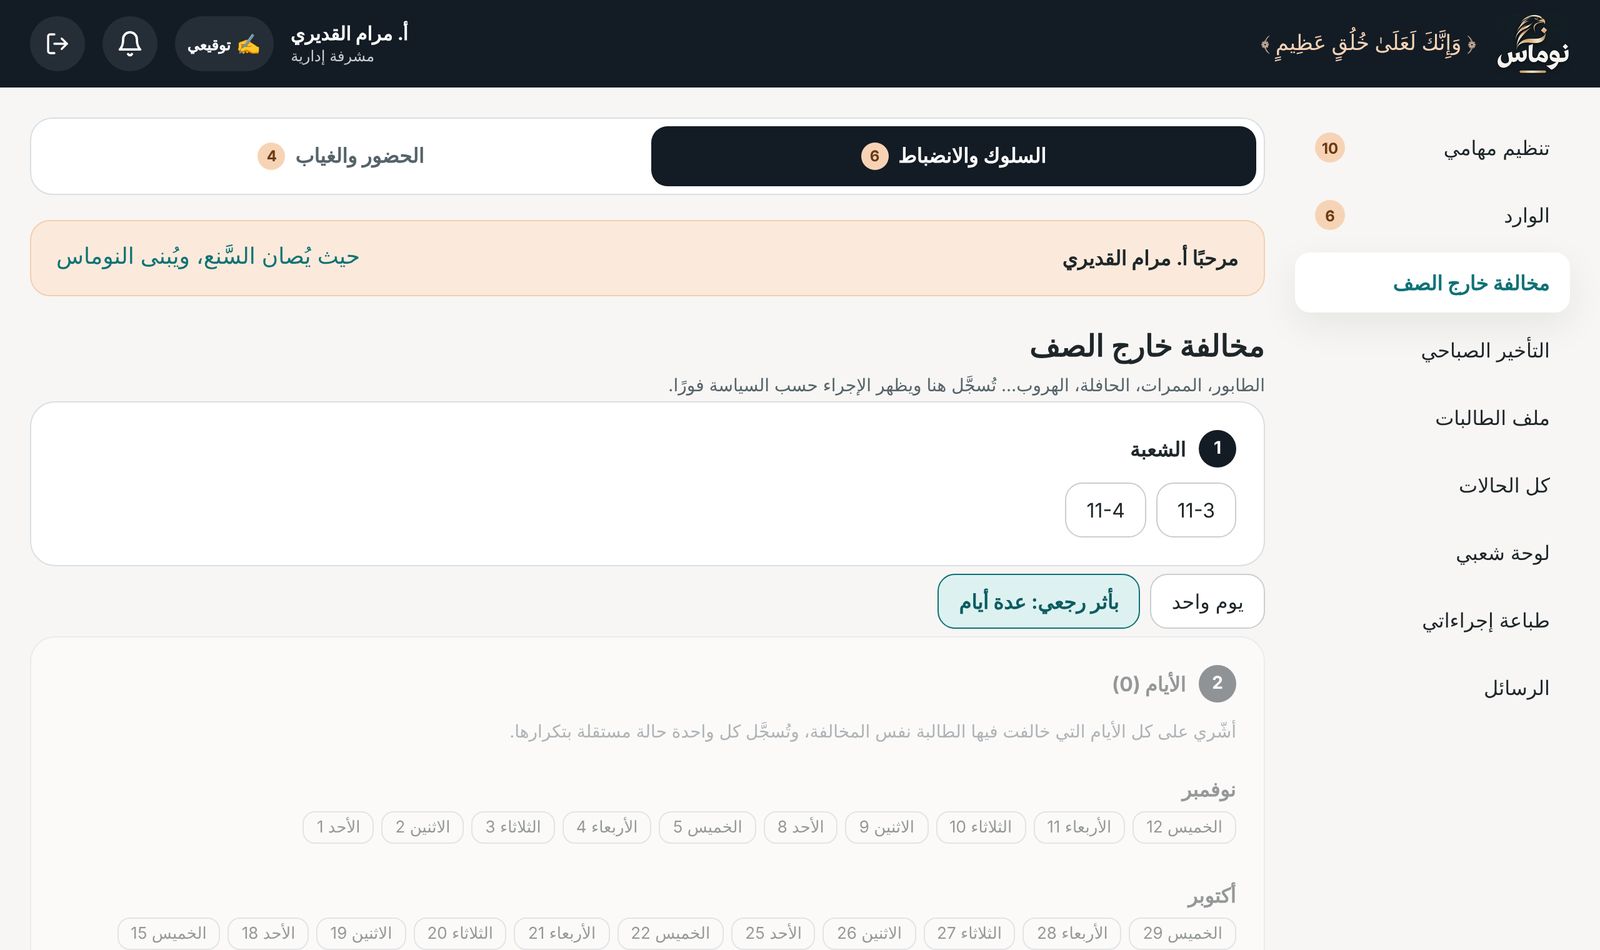 نوماس
﴿ وَإِنَّكَ لَعَلَىٰ خُلُقٍ عَظِيمٍ ﴾
أ. مرام القديري
مشرفة إدارية
✍️ توقيعي
تنظيم مهامي 10
الوارد 6
مخالفة خارج الصف
التأخير الصباحي
ملف الطالبات
كل الحالات
لوحة شعبي
طباعة إجراءاتي
الرسائل
السلوك والانضباط 6
الحضور والغياب 4
مرحبًا أ. مرام القديري
حيث يُصان السَّنع، ويُبنى النوماس
مخالفة خارج الصف
الطابور، الممرات، الحافلة، الهروب... تُسجَّل هنا ويظهر الإجراء حسب السياسة فورًا.
1 الشعبة
11-3 11-4
يوم واحد
بأثر رجعي: عدة أيام
2 الأيام (0)
أشّري على كل الأيام التي خالفت فيها الطالبة نفس المخالفة، وتُسجَّل كل واحدة حالة مستقلة بتكرارها.
نوفمبر
الخميس 12 الأربعاء 11 الثلاثاء 10 الاثنين 9 الأحد 8 الخميس 5 الأربعاء 4 الثلاثاء 3 الاثنين 2 الأحد 1
أكتوبر
الخميس 29 الأربعاء 28 الثلاثاء 27 الاثنين 26 الأحد 25 الخميس 22 الأربعاء 21 الثلاثاء 20 الاثنين 19 الأحد 18 الخميس 15